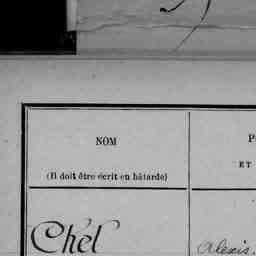 NOM
P
ET
(Il doit être écrit en bâtarde)
Chel
Alexis.